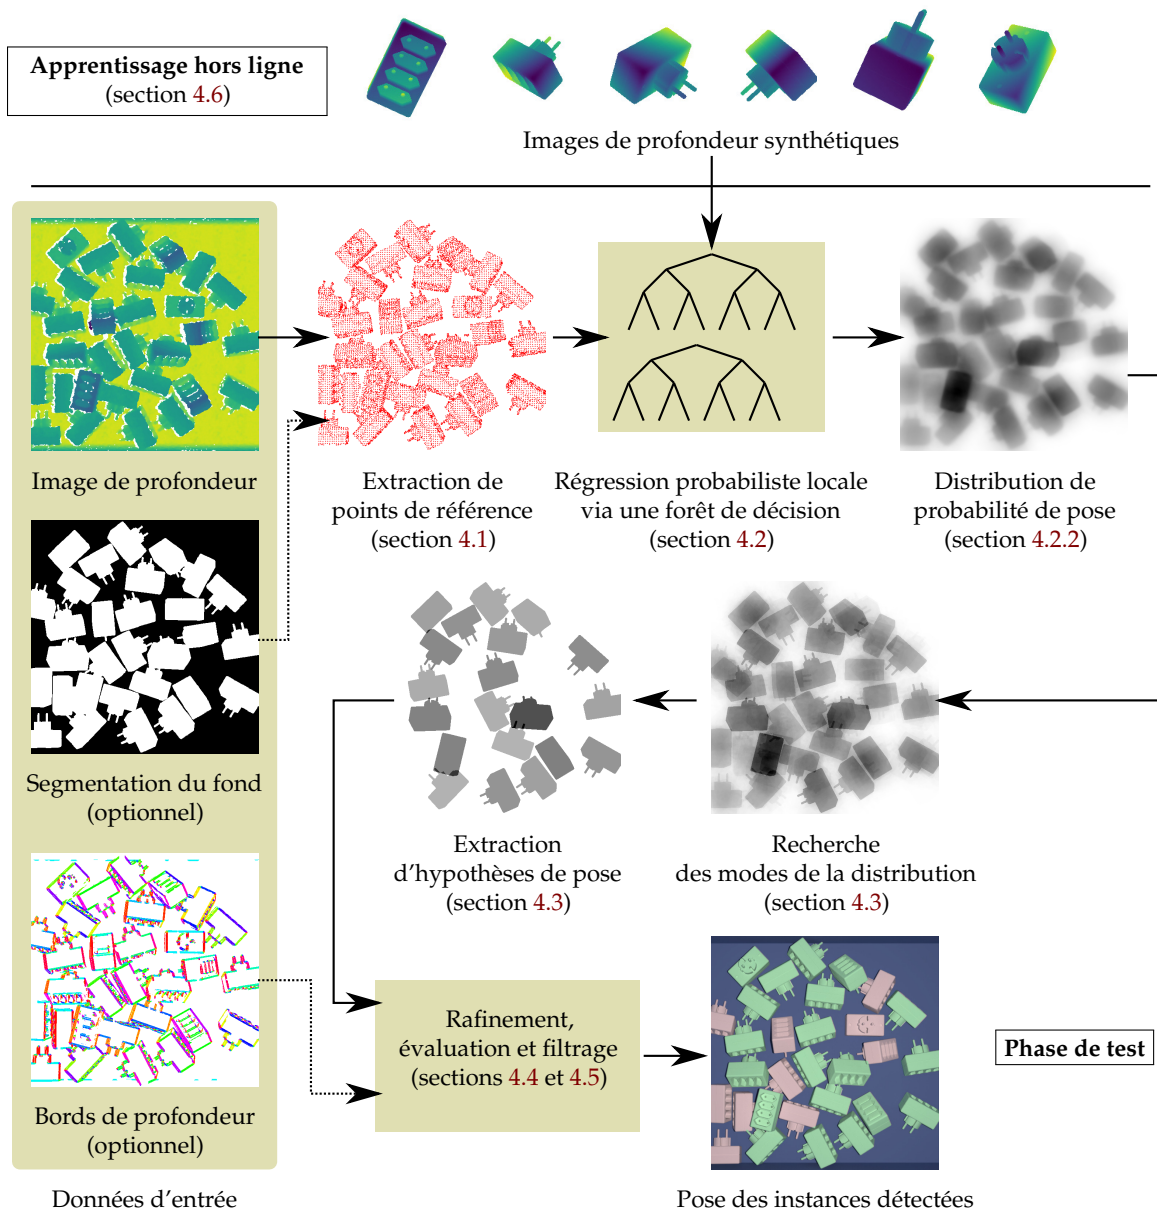 Apprentissage hors ligne
(section 4.6)
Images de profondeur synthétiques
Image de profondeur
Extraction de
points de référence
(section 4.1)
Régression probabiliste locale
via une forêt de décision
(section 4.2)
Distribution de
probabilité de pose
(section 4.2.2)
Segmentation du fond
(optionnel)
Extraction
d'hypothèses de pose
(section 4.3)
Recherche
des modes de la distribution
(section 4.3)
Rafinement,
évaluation et filtrage
(sections 4.4 et 4.5)
Phase de test
Bords de profondeur
(optionnel)
Données d'entrée
Pose des instances détectées